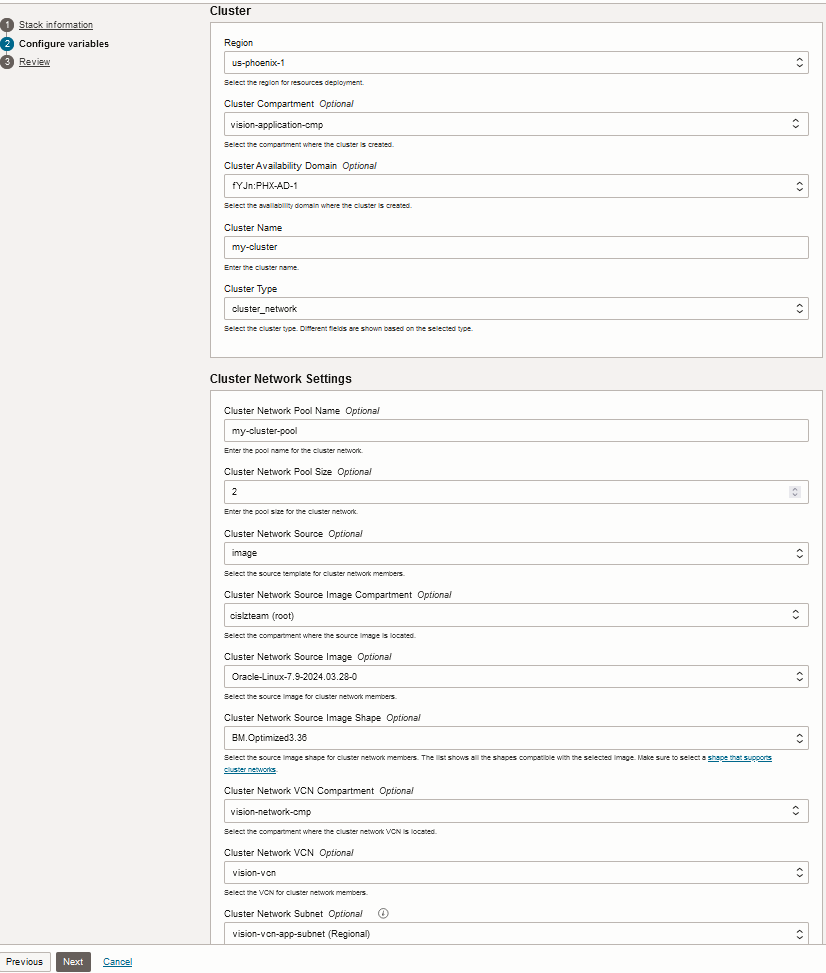 1 Stack information
2 Configure variables
3 Review
Cluster
Region
us-phoenix-1
Select the region for resources deployment.
Cluster Compartment Optional
vision-application-cmp
Select the compartment where the cluster is created.
Cluster Availability Domain Optional
fYJn:PHX-AD-1
Select the availability domain where the cluster is created.
Cluster Name
my-cluster
Enter the cluster name.
Cluster Type
cluster_network
Select the cluster type. Different fields are shown based on the selected type.
Cluster Network Settings
Cluster Network Pool Name Optional
my-cluster-pool
Enter the pool name for the cluster network.
Cluster Network Pool Size Optional
2
Enter the pool size for the cluster network.
Cluster Network Source Optional
image
Select the source template for cluster network members.
Cluster Network Source Image Compartment Optional
cislzteam (root)
Select the compartment where the source image is located.
Cluster Network Source Image Optional
Oracle-Linux-7.9-2024.03.28-0
Select the source image for cluster network members.
Cluster Network Source Image Shape Optional
BM.Optimized3.36
Select the source image shape for cluster network members. The list shows all the shapes compatible with the selected image. Make sure to select a shape that supports
cluster networks.
Cluster Network VCN Compartment Optional
vision-network-cmp
Select the compartment where the cluster network VCN is located.
Cluster Network VCN Optional
vision-vcn
Select the VCN for cluster network members.
Cluster Network Subnet Optional i
vision-vcn-app-subnet (Regional)
Previous Next Cancel